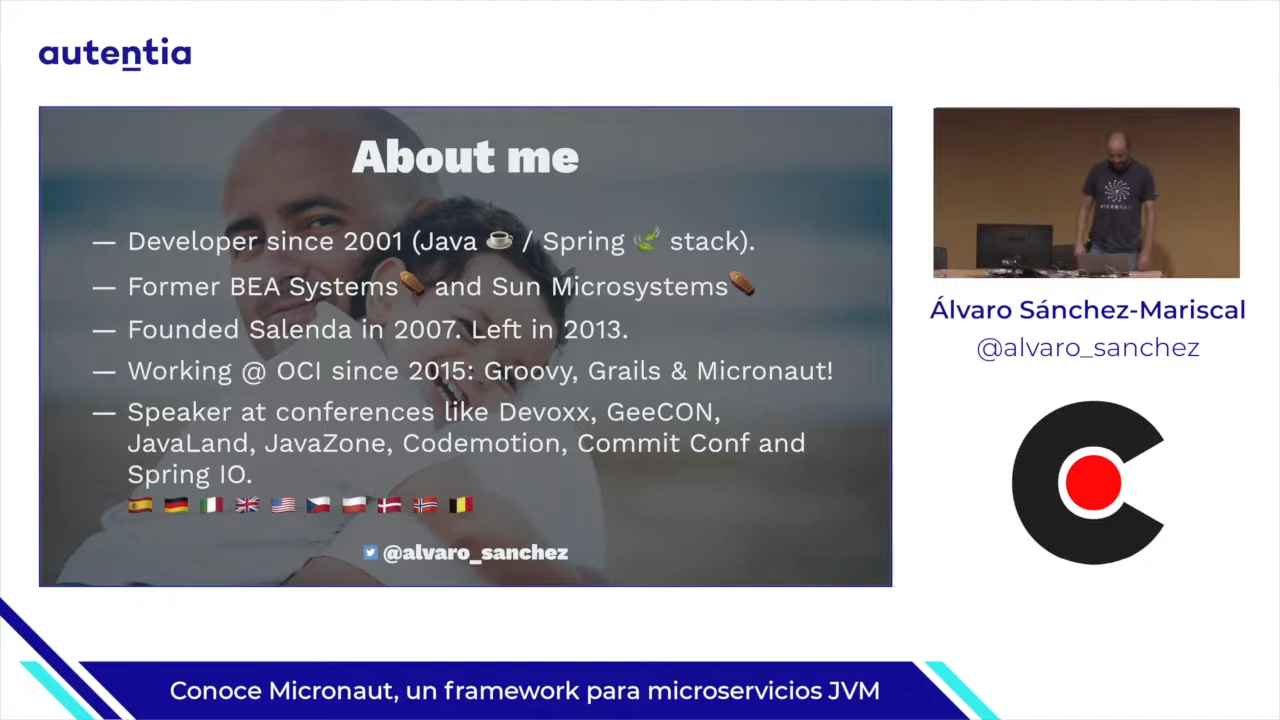 autentia
About me
— Developer since 2001 (Java ☕ / Spring 🌿 stack).
— Former BEA Systems⚰️ and Sun Microsystems⚰️
— Founded Salenda in 2007. Left in 2013.
— Working @ OCI since 2015: Groovy, Grails & Micronaut!
— Speaker at conferences like Devoxx, GeeCON,
JavaLand, JavaZone, Codemotion, Commit Conf and
Spring IO.
🇪🇸 🇩🇪 🇮🇹 🇬🇧 🇺🇸 🇨🇿 🇵🇱 🇩🇰 🇳🇴 🇧🇪
@alvaro_sanchez
Álvaro Sánchez-Mariscal
@alvaro_sanchez
Conoce Micronaut, un framework para microservicios JVM